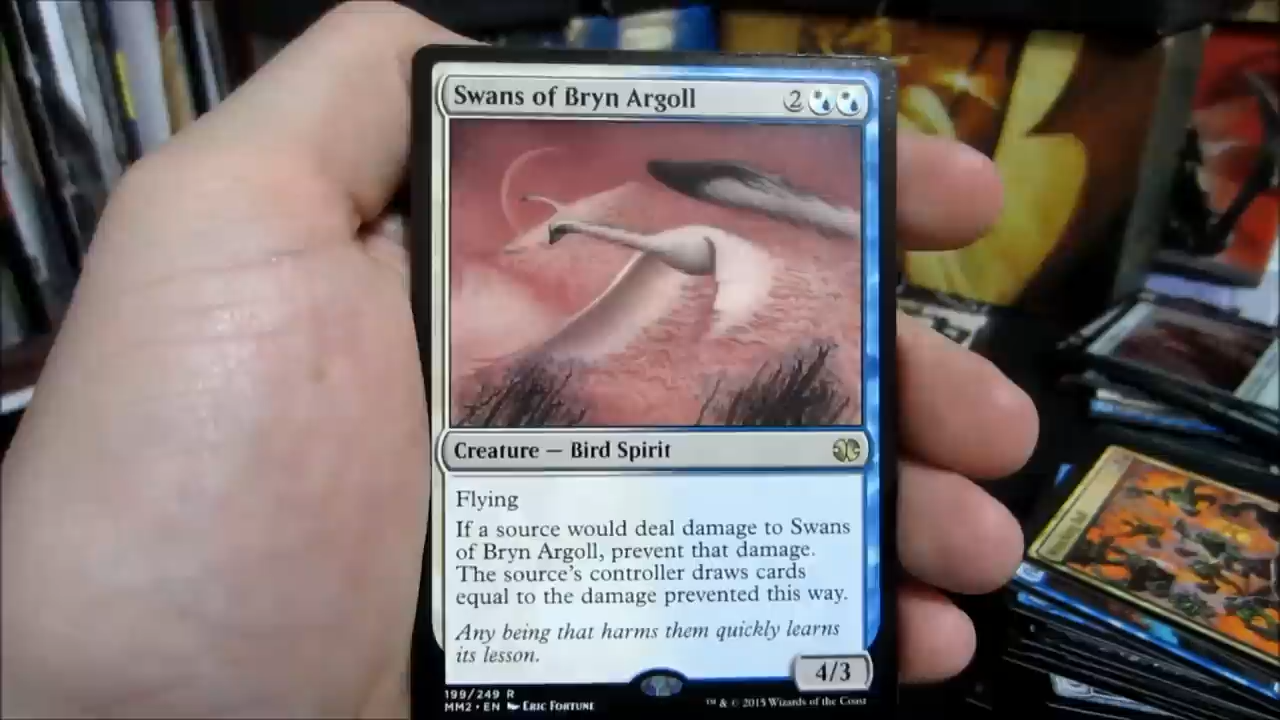 Swans of Bryn Argoll 2
Creature — Bird Spirit
Flying
If a source would deal damage to Swans
of Bryn Argoll, prevent that damage.
The source's controller draws cards
equal to the damage prevented this way.
Any being that harms them quickly learns
its lesson.
4/3
199/249 R
MM2 • EN Eric Fortune
™ & © 2015 Wizards of the Coast